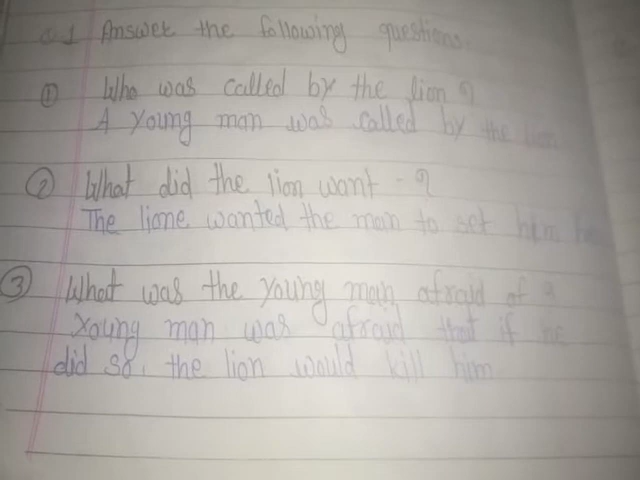 Q.1 Answer the following questions.
① Who was called by the lion ?
A young man was called by the lion
② What did the lion want - ?
The lione wanted the man to set him
③ What was the young man afraid of ?
Young man was afraid that if he
did so, the lion would kill him